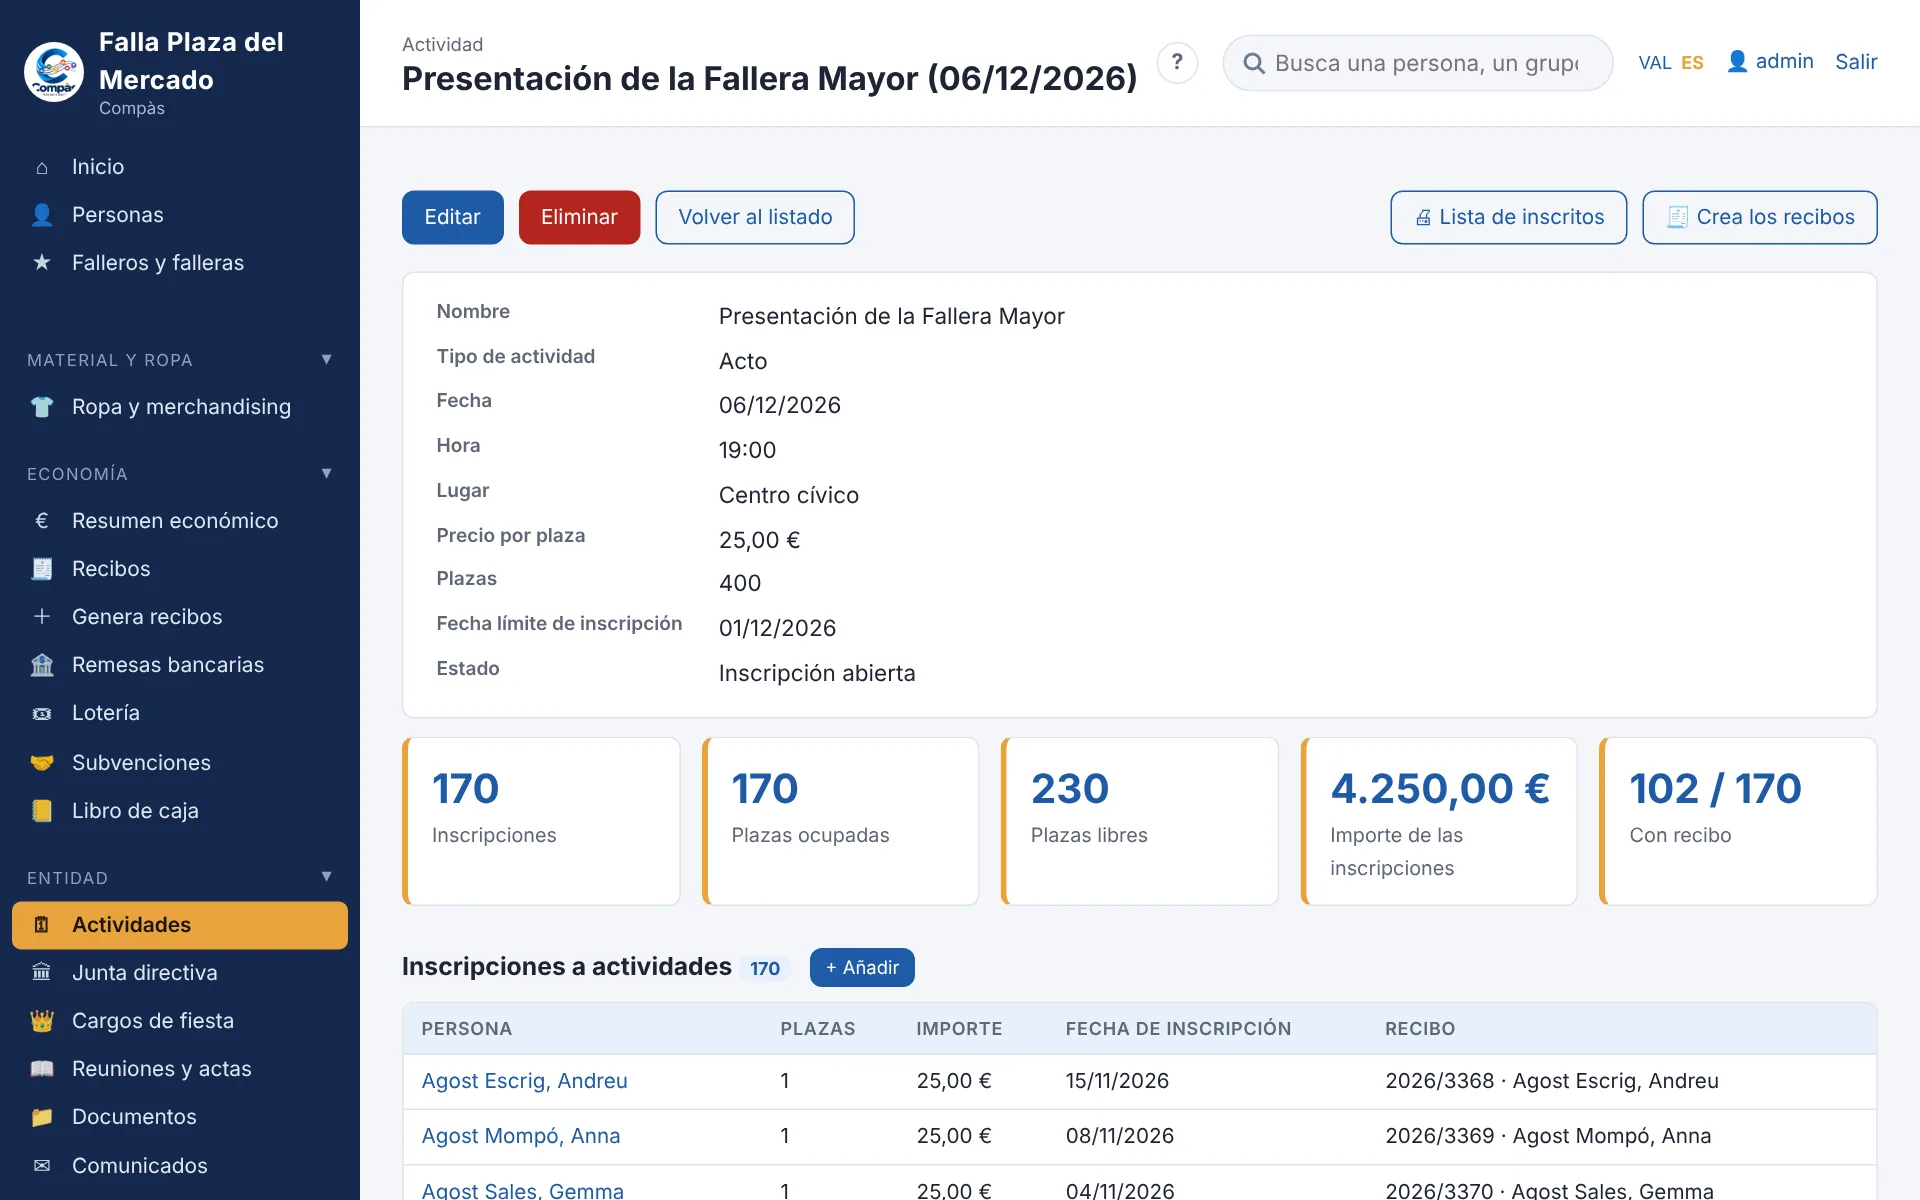 Falla Plaza del
Mercado
Compàs
Compàs
Inicio
Personas
Falleros y falleras
MATERIAL Y ROPA
Ropa y merchandising
ECONOMÍA
Resumen económico
Recibos
Genera recibos
Remesas bancarias
Lotería
Subvenciones
Libro de caja
ENTIDAD
Actividades
Junta directiva
Cargos de fiesta
Reuniones y actas
Documentos
Comunicados
Actividad
Presentación de la Fallera Mayor (06/12/2026)
?
Busca una persona, un grupo
VAL ES
admin
Salir
Editar
Eliminar
Volver al listado
Lista de inscritos
Crea los recibos
Nombre Presentación de la Fallera Mayor
Tipo de actividad Acto
Fecha 06/12/2026
Hora 19:00
Lugar Centro cívico
Precio por plaza 25,00 €
Plazas 400
Fecha límite de inscripción 01/12/2026
Estado Inscripción abierta
170
Inscripciones
170
Plazas ocupadas
230
Plazas libres
4.250,00 €
Importe de las
inscripciones
102 / 170
Con recibo
Inscripciones a actividades 170 + Añadir
PERSONA PLAZAS IMPORTE FECHA DE INSCRIPCIÓN RECIBO
Agost Escrig, Andreu 1 25,00 € 15/11/2026 2026/3368 · Agost Escrig, Andreu
Agost Mompó, Anna 1 25,00 € 08/11/2026 2026/3369 · Agost Mompó, Anna
Agost Sales, Gemma 1 25,00 € 04/11/2026 2026/3370 · Agost Sales, Gemma